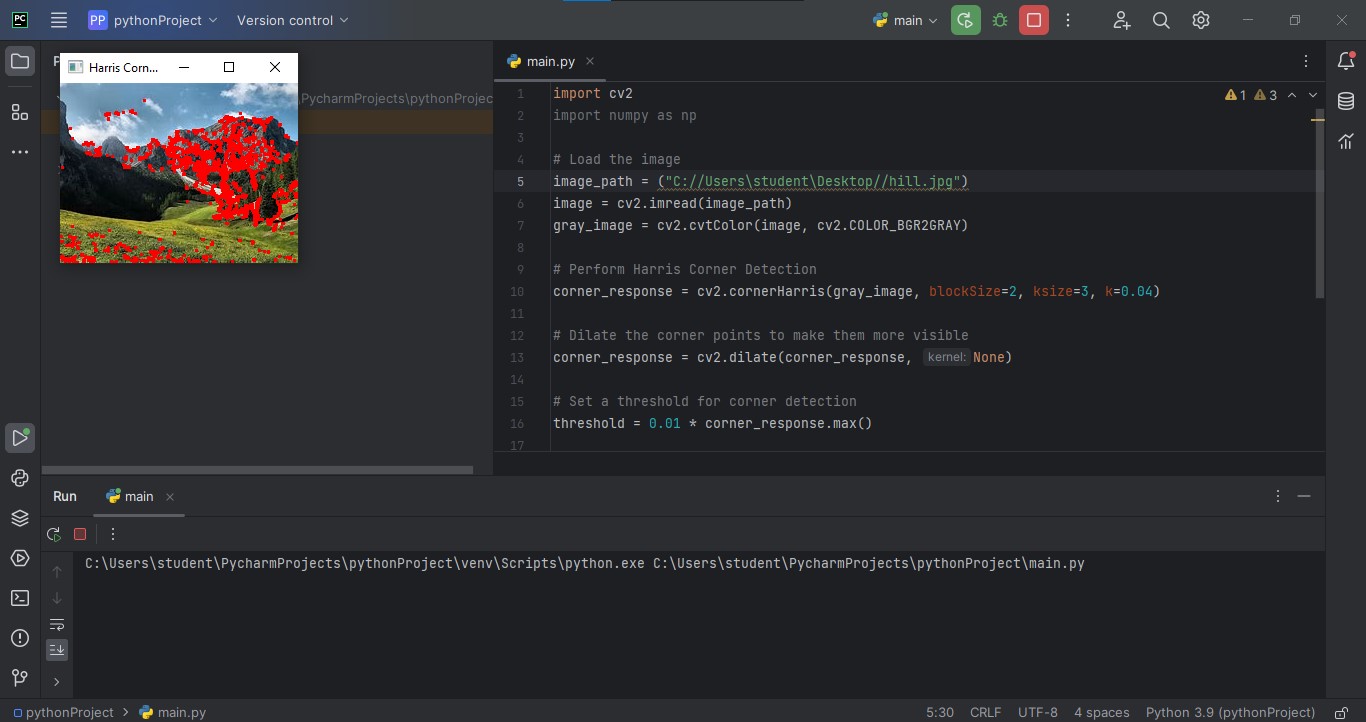 PC
PP pythonProject
Version control
main
Harris Corn...
P
\PycharmProjects\pythonProjec
main.py
1 import cv2
2 import numpy as np
3
4 # Load the image
5 image_path = ("C://Users\student\Desktop//hill.jpg")
6 image = cv2.imread(image_path)
7 gray_image = cv2.cvtColor(image, cv2.COLOR_BGR2GRAY)
8
9 # Perform Harris Corner Detection
10 corner_response = cv2.cornerHarris(gray_image, blockSize=2, ksize=3, k=0.04)
11
12 # Dilate the corner points to make them more visible
13 corner_response = cv2.dilate(corner_response, kernel: None)
14
15 # Set a threshold for corner detection
16 threshold = 0.01 * corner_response.max()
17
1 3
Run
main
C:\Users\student\PycharmProjects\pythonProject\venv\Scripts\python.exe C:\Users\student\PycharmProjects\pythonProject\main.py
pythonProject > main.py
5:30 CRLF UTF-8 4 spaces Python 3.9 (pythonProject)